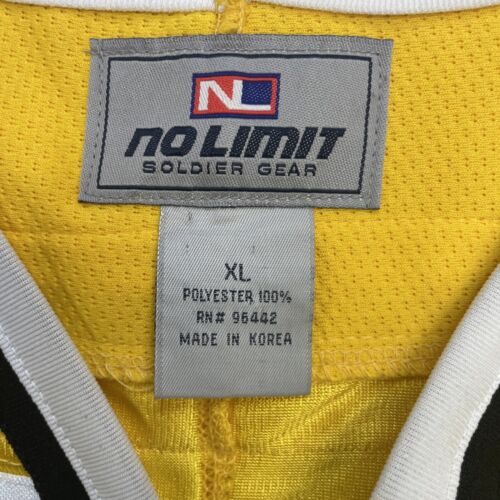 NL
NO LIMIT
SOLDIER GEAR
XL
POLYESTER 100%
RN# 96442
MADE IN KOREA